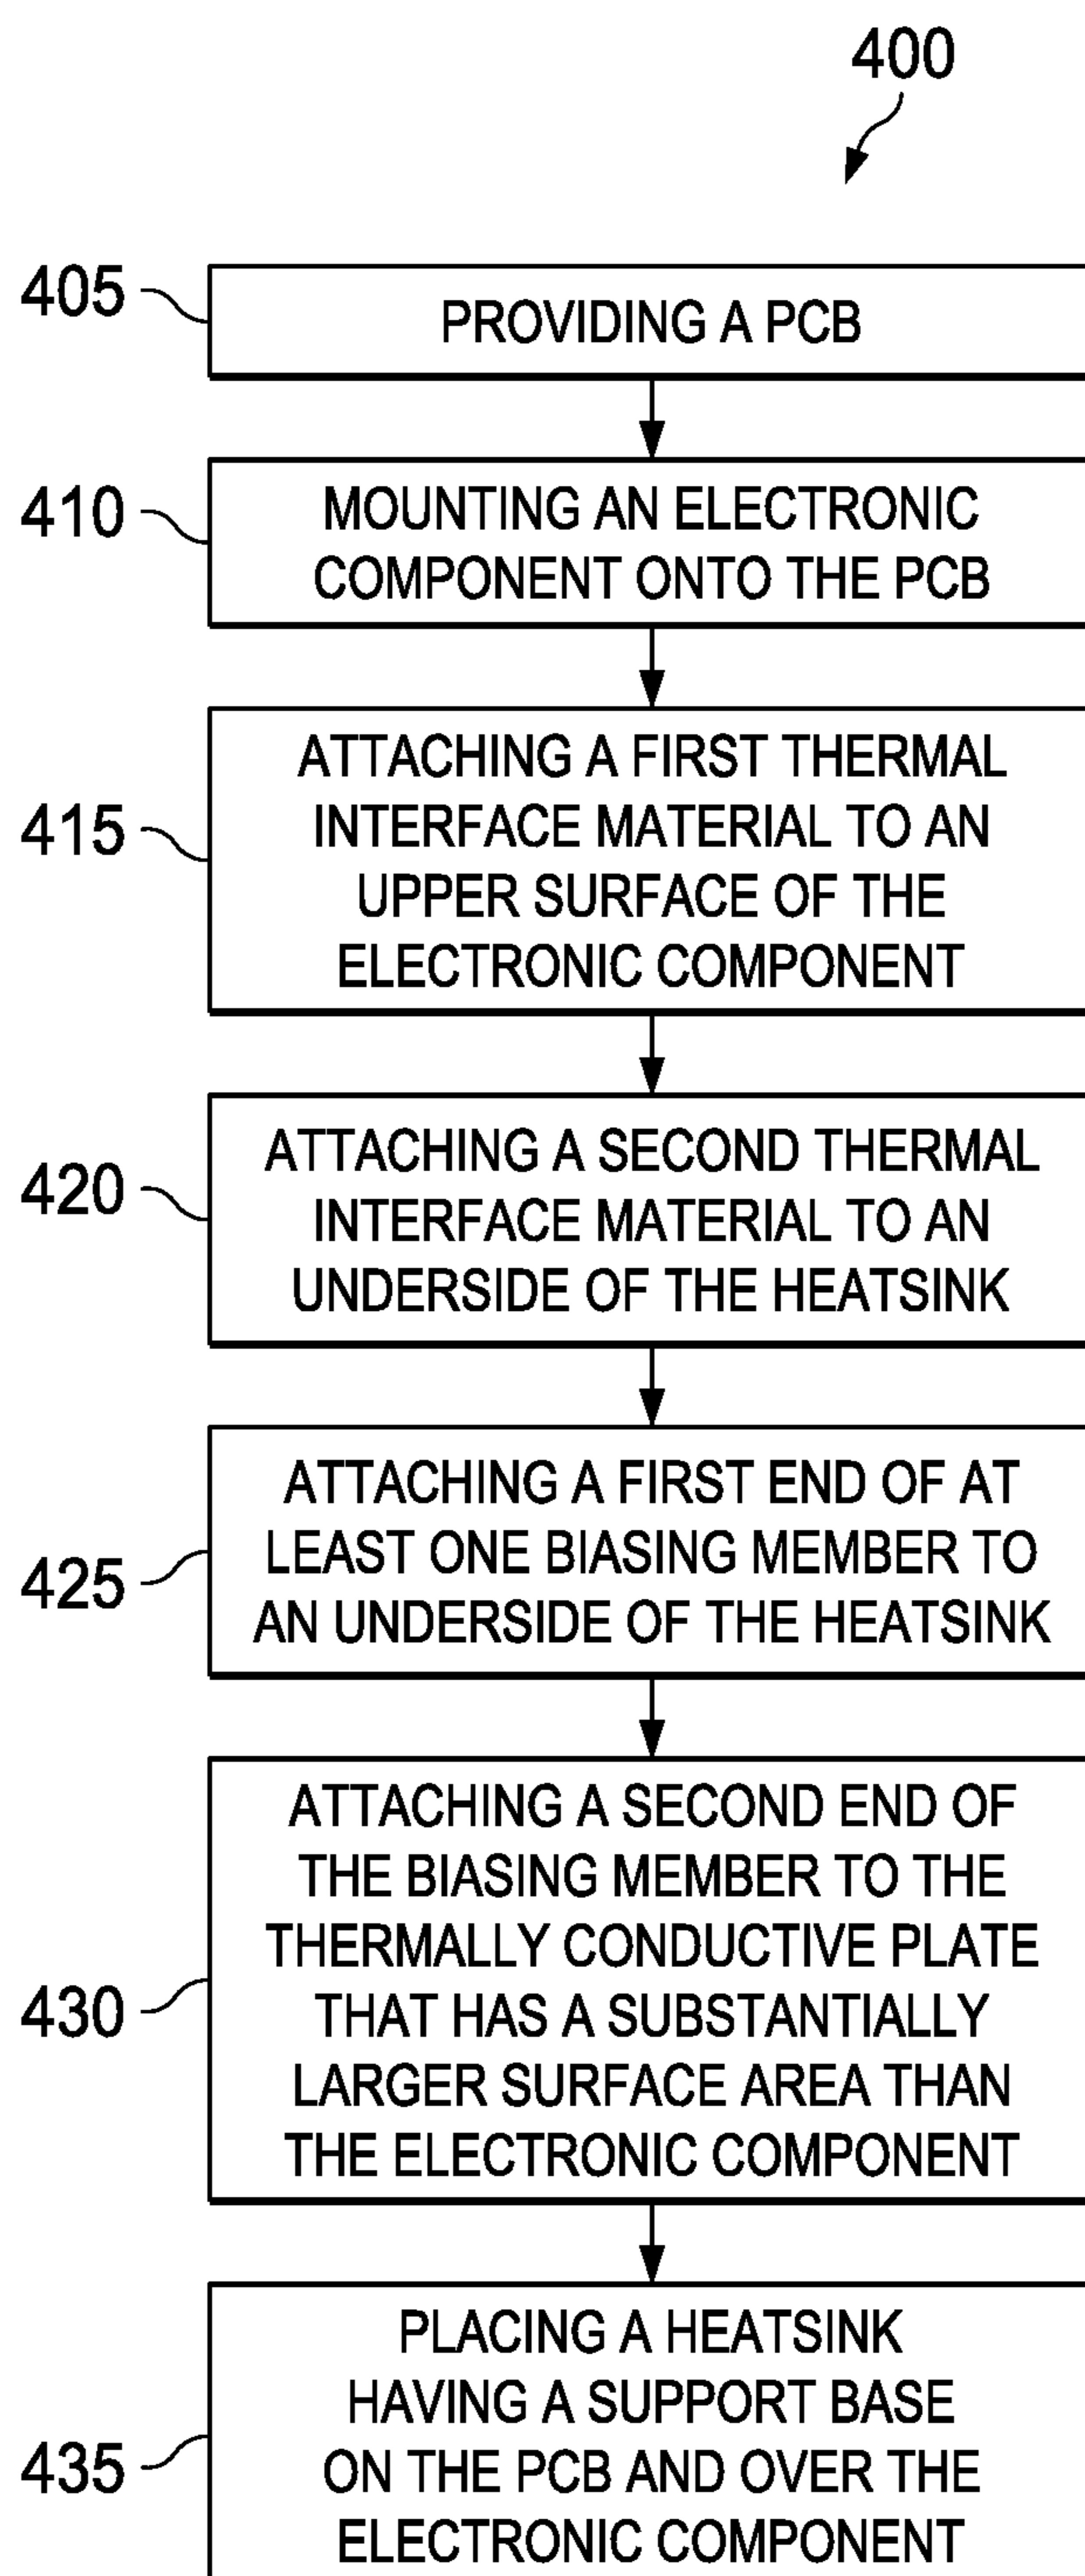 400
405
PROVIDING A PCB
410
MOUNTING AN ELECTRONIC
COMPONENT ONTO THE PCB
415
ATTACHING A FIRST THERMAL
INTERFACE MATERIAL TO AN
UPPER SURFACE OF THE
ELECTRONIC COMPONENT
420
ATTACHING A SECOND THERMAL
INTERFACE MATERIAL TO AN
UNDERSIDE OF THE HEATSINK
425
ATTACHING A FIRST END OF AT
LEAST ONE BIASING MEMBER TO
AN UNDERSIDE OF THE HEATSINK
430
ATTACHING A SECOND END OF
THE BIASING MEMBER TO THE
THERMALLY CONDUCTIVE PLATE
THAT HAS A SUBSTANTIALLY
LARGER SURFACE AREA THAN
THE ELECTRONIC COMPONENT
435
PLACING A HEATSINK
HAVING A SUPPORT BASE
ON THE PCB AND OVER THE
ELECTRONIC COMPONENT